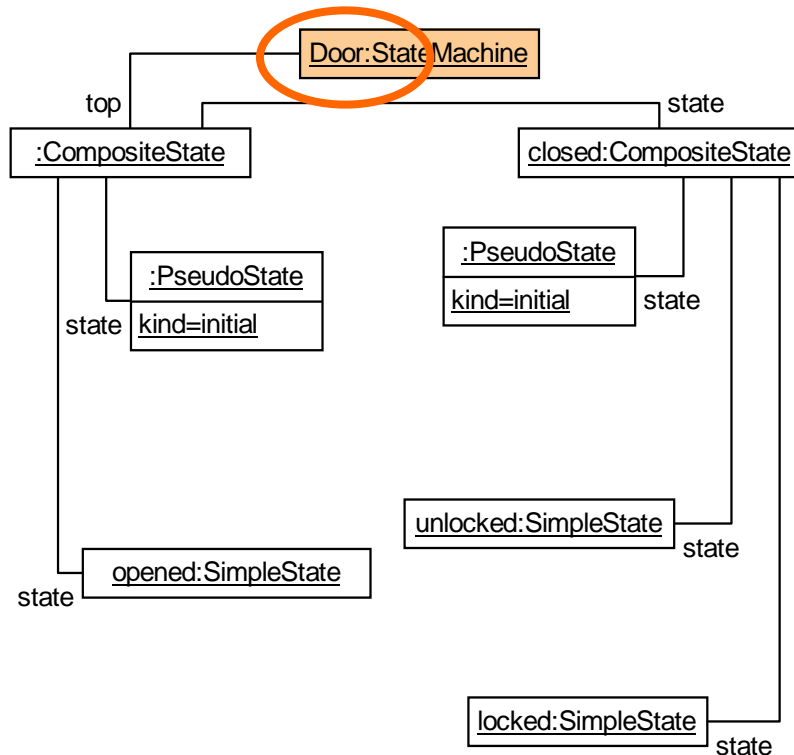 Door:StateMachine
top
state
:CompositeState
closed:CompositeState
:PseudoState
kind=initial
state
:PseudoState
kind=initial
state
unlocked:SimpleState
state
opened:SimpleState
state
locked:SimpleState
state